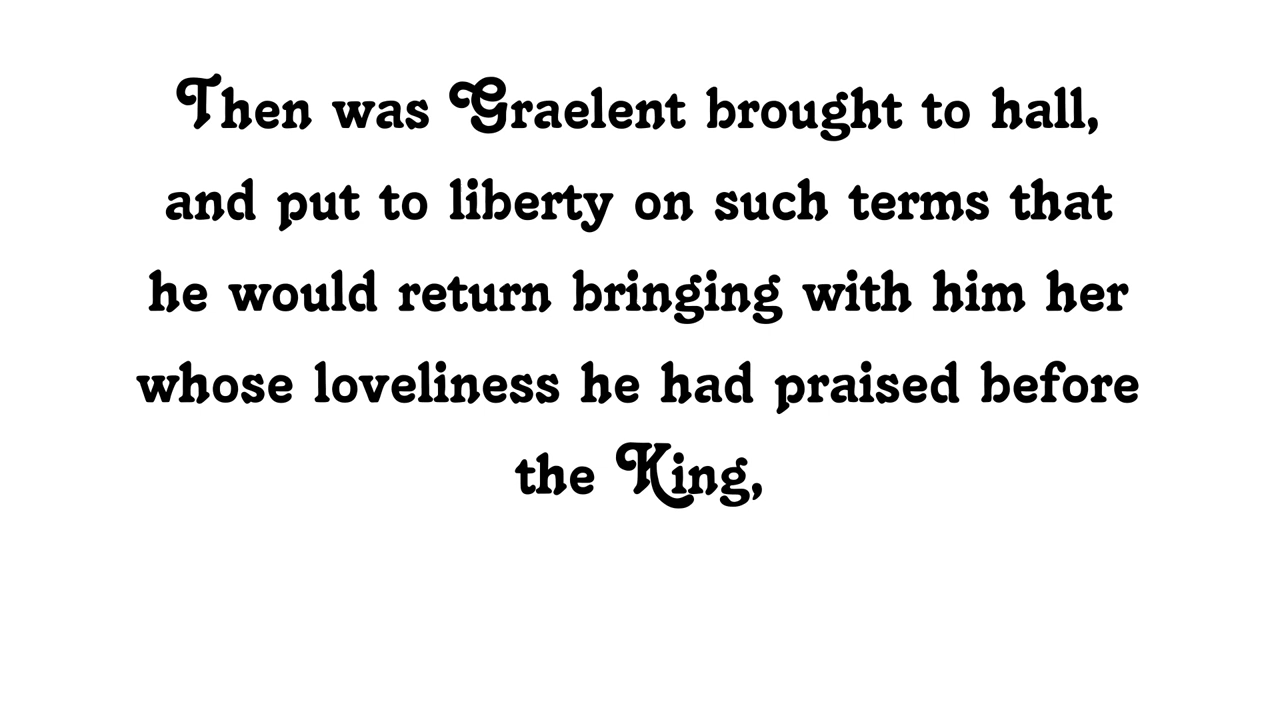 Then was Graelent brought to hall,
and put to liberty on such terms that
he would return bringing with him her
whose loveliness he had praised before
the King,